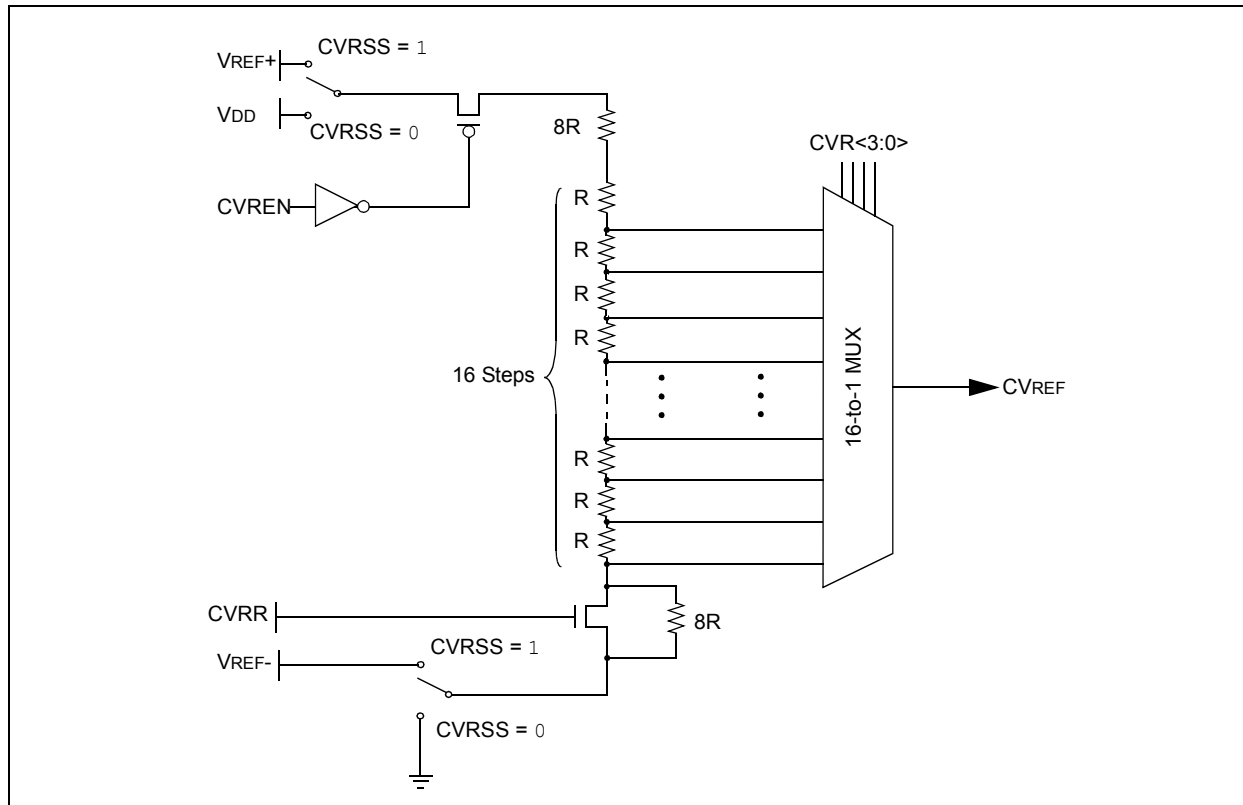 CVRSS = 1
VREF+
VDD
CVRSS = 0
8R
CVR<3:0>
CVREN
R
R
R
R
16 Steps
16-to-1 MUX
CVREF
R
R
R
CVRR
8R
CVRSS = 1
VREF-
CVRSS = 0